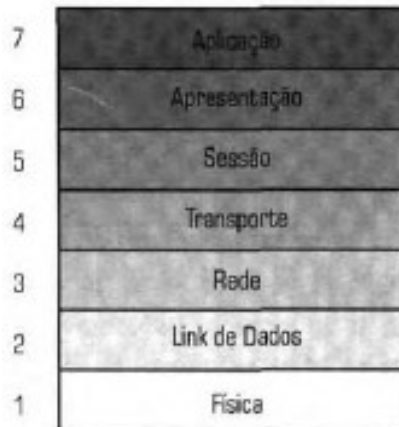 7 Aplicação
6 Apresentação
5 Sessão
4 Transporte
3 Rede
2 Link de Dados
1 Física